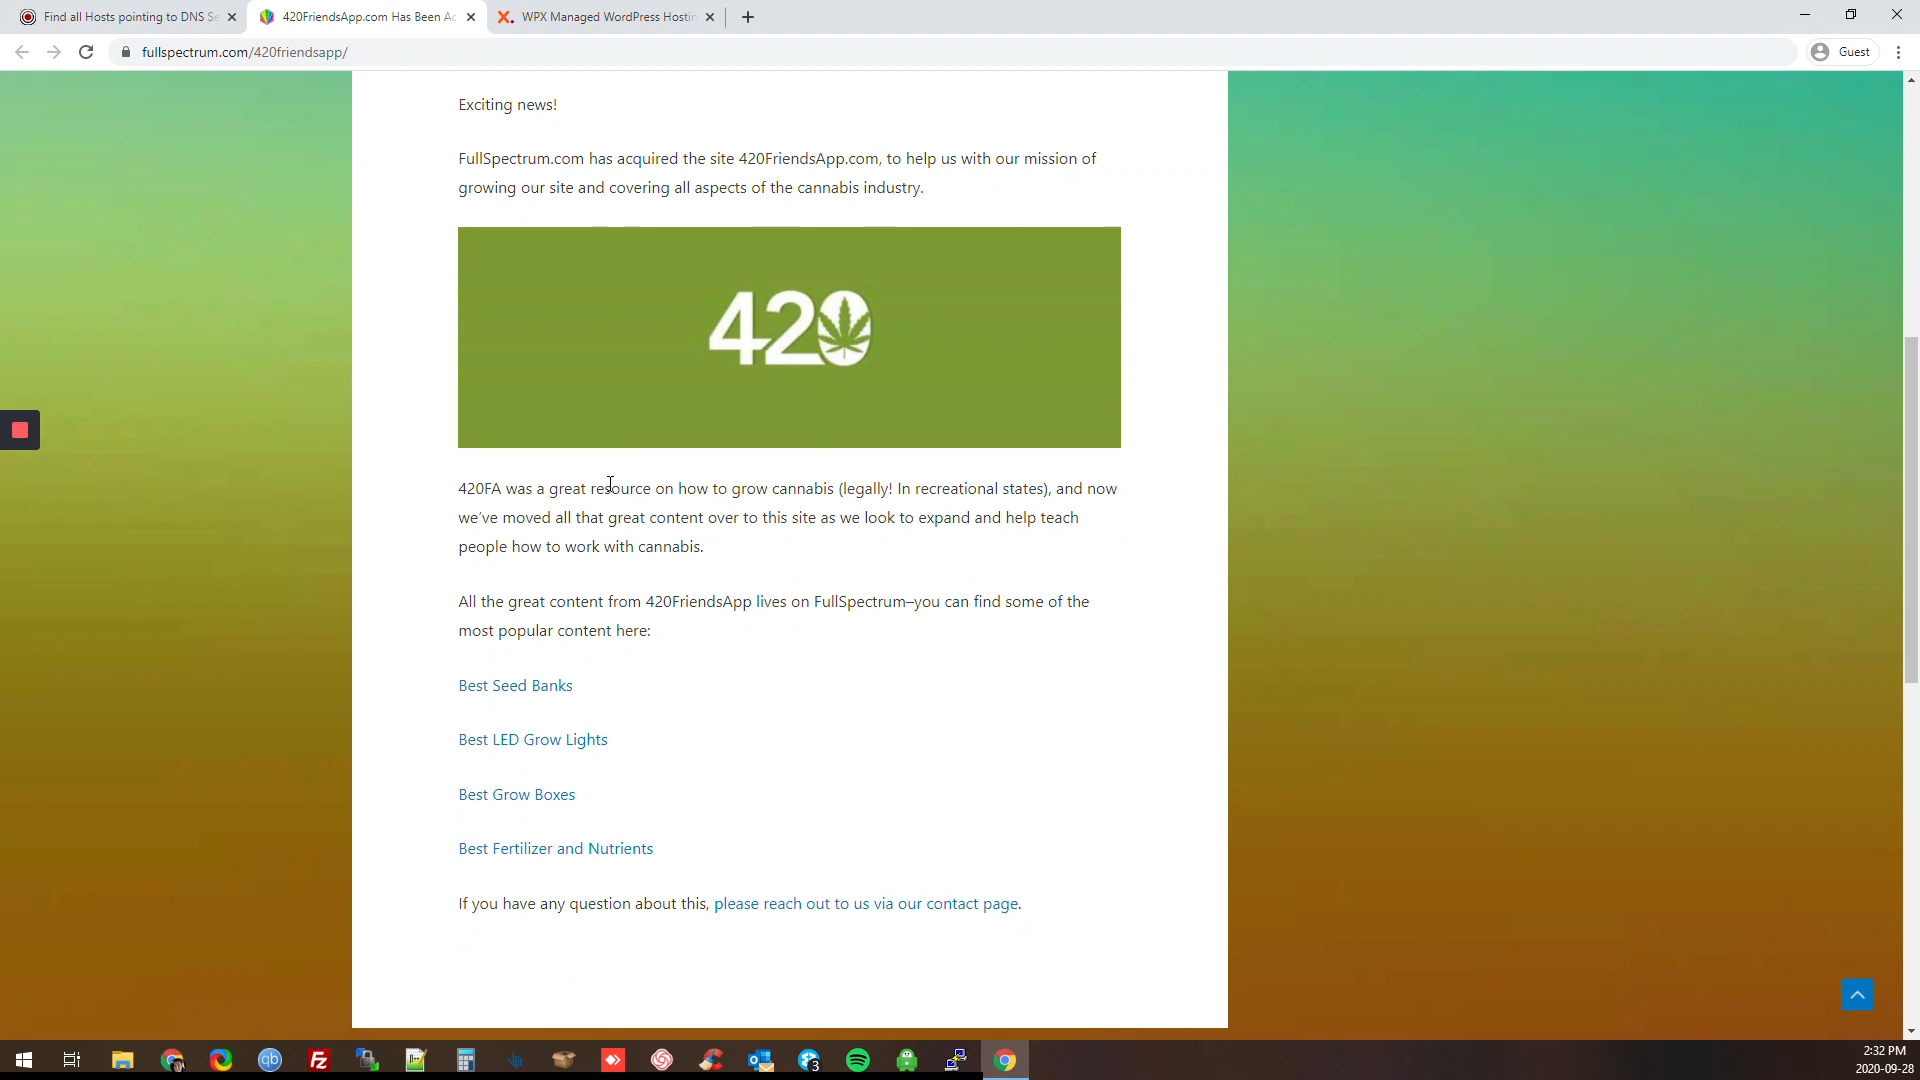 Find all Hosts pointing to DNS Se
420FriendsApp.com Has Been Ac
WPX Managed WordPress Hostin
fullspectrum.com/420friendsapp/
Guest
Exciting news!
FullSpectrum.com has acquired the site 420FriendsApp.com, to help us with our mission of
growing our site and covering all aspects of the cannabis industry.
420
420FA was a great resource on how to grow cannabis (legally! In recreational states), and now
we've moved all that great content over to this site as we look to expand and help teach
people how to work with cannabis.
All the great content from 420FriendsApp lives on FullSpectrum–you can find some of the
most popular content here:
Best Seed Banks
Best LED Grow Lights
Best Grow Boxes
Best Fertilizer and Nutrients
If you have any question about this, please reach out to us via our contact page.
qb
FZ
3
2:32 PM
2020-09-28